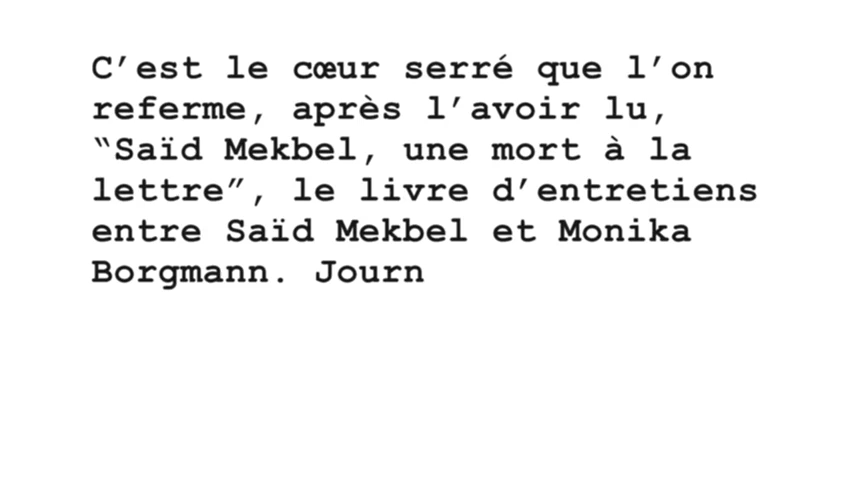 C’est le cœur serré que l’on
referme, après l’avoir lu,
“Saïd Mekbel, une mort à la
lettre”, le livre d’entretiens
entre Saïd Mekbel et Monika
Borgmann. Journ